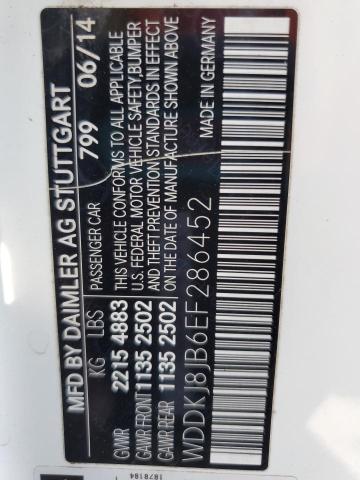 MFD BY DAIMLER AG STUTTGART
799 06/14
KG LBS PASSENGER CAR
GVWR 2215 4883
GAWR FRONT 1135 2502
GAWR REAR 1135 2502
THIS VEHICLE CONFORMS TO ALL APPLICABLE
U.S. FEDERAL MOTOR VEHICLE SAFETY, BUMPER
AND THEFT PREVENTION STANDARDS IN EFFECT
ON THE DATE OF MANUFACTURE SHOWN ABOVE
WDDKJ8JB6EF286452
MADE IN GERMANY
1878184